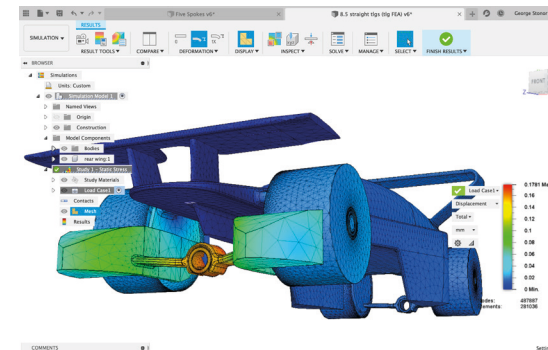 Five Spokes v6*
8.5 straight tigs (tig FEA) v6*
George Stoner
RESULTS
SIMULATION
RESULT TOOLS
COMPARE
DEFORMATION
DISPLAY
INSPECT
SOLVE
MANAGE
SELECT
FINISH RESULTS
BROWSER
Simulations
Units: Custom
Simulation Model 1
Named Views
Origin
Construction
Model Components
Bodies
rear wing:1
Study 1 - Static Stress
Study Materials
Load Case1
Contacts
Mesh
Results
FRONT
Z
Load Case1
Displacement
Total
mm
0.1781 Ma
0.16
0.14
0.12
0.1
0.08
0.06
0.04
0.02
0 Min.
odes: 497887
ements: 281036
COMMENTS
Settin